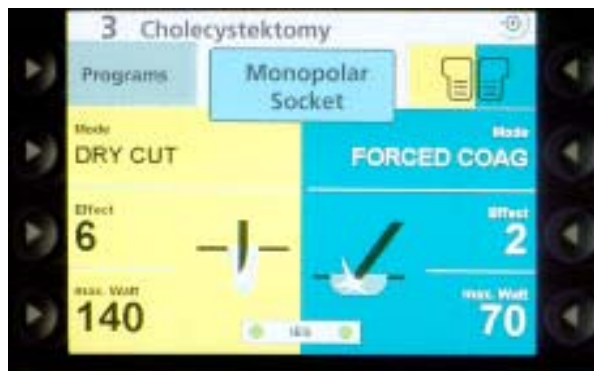 3 Cholecystektomy
Programs
Monopolar
Socket
Mode
DRY CUT
Mode
FORCED COAG
Effect
6
Effect
2
max. Watt
140
max. Watt
70